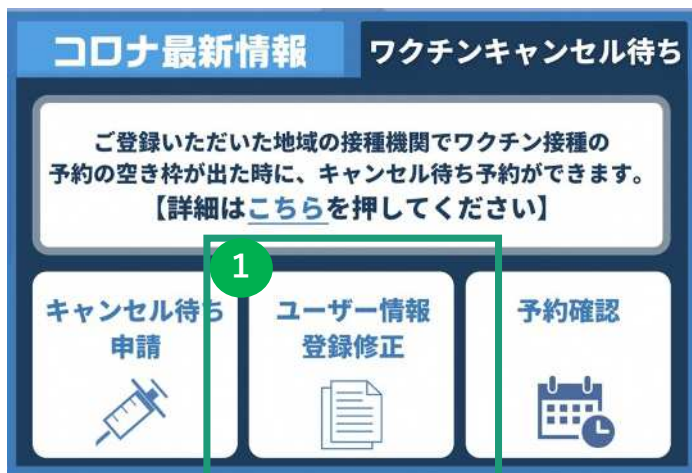 コロナ最新情報
ワクチンキャンセル待ち
ご登録いただいた地域の接種機関でワクチン接種の
予約の空き枠が出た時に、キャンセル待ち予約ができます。
【詳細はこちらを押してください】
1
キャンセル待ち
申請
ユーザー情報
登録修正
予約確認